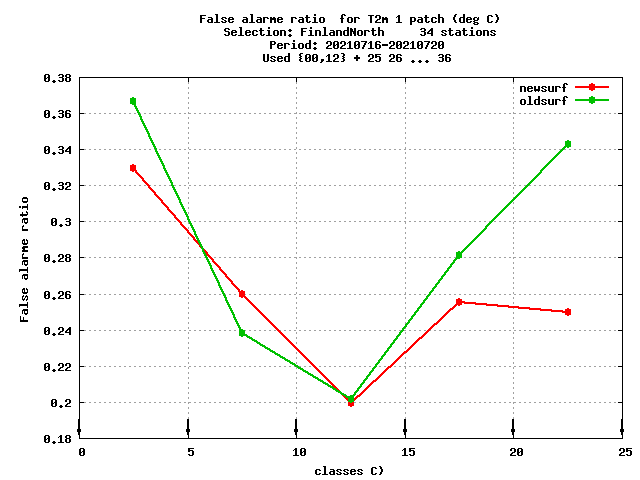 False alarme ratio  for T2m 1 patch (deg C)
Selection: FinlandNorth     34 stations
Period: 20210716-20210720
Used {00,12} + 25 26 ... 36
newsurf
oldsurf
False alarme ratio
0.38
0.36
0.34
0.32
0.3
0.28
0.26
0.24
0.22
0.2
0.18
0 5 10 15 20 25
classes C)